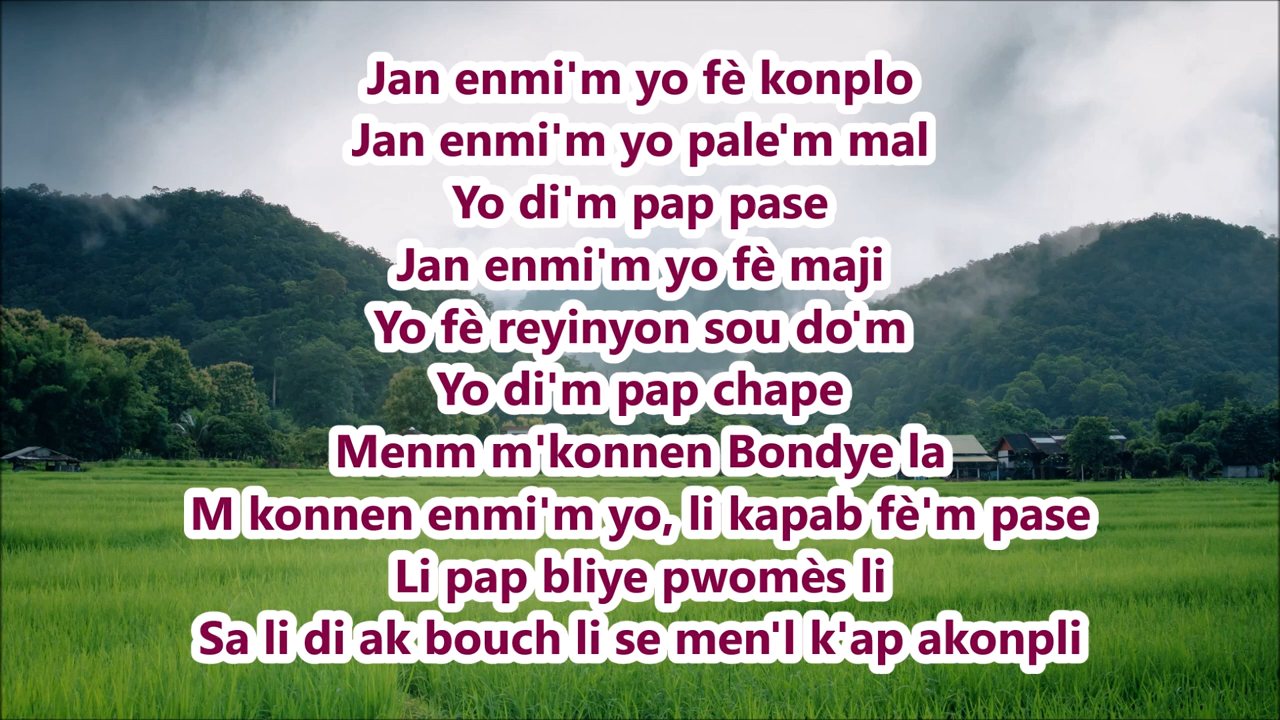 Jan enmi'm yo fè konplo
Jan enmi'm yo pale'm mal
Yo di'm pap pase
Jan enmi'm yo fè maji
Yo fè reyinyon sou do'm
Yo di'm pap chape
Menm m'konnen Bondye la
M konnen enmi'm yo, li kapab fè'm pase
Li pap bliye pwomès li
Sa li di ak bouch li se men'l k'ap akonpli